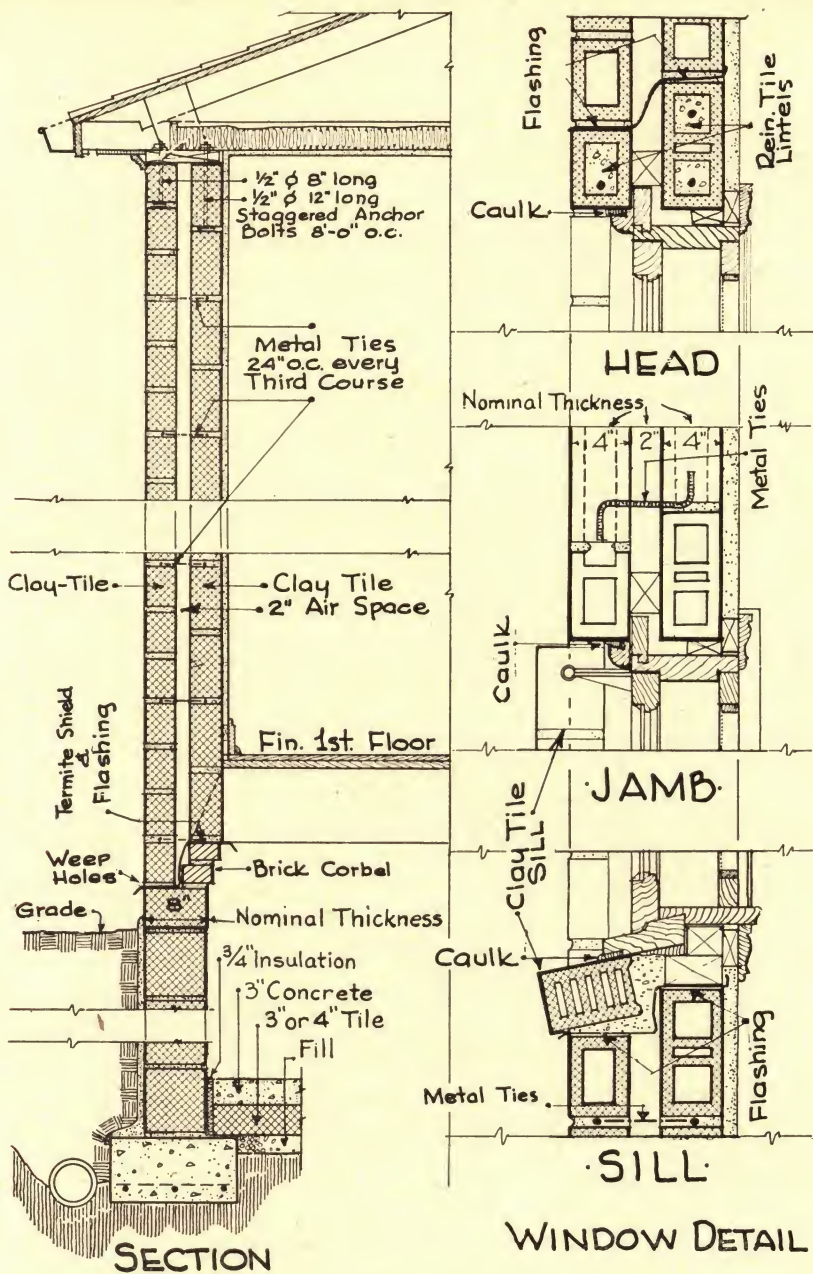 ½" ϕ 8" long
½" ϕ 12" long
Staggered Anchor
Bolts 8'-0" o.c.
Metal Ties
24" o.c. every
Third Course
Clay-Tile
Clay Tile
2" Air Space
Termite Shield
&
Flashing
Fin. 1st. Floor
Weep
Holes
Brick Corbel
Grade
8"
Nominal Thickness
¾" Insulation
3" Concrete
3" or 4" Tile
Fill
SECTION
Flashing
Rein. Tile
Lintels
Caulk
HEAD
Nominal Thickness
4" 2" 4"
Metal Ties
Caulk
·JAMB·
Clay Tile
SILL
Caulk
Flashing
Metal Ties
·SILL·
WINDOW DETAIL